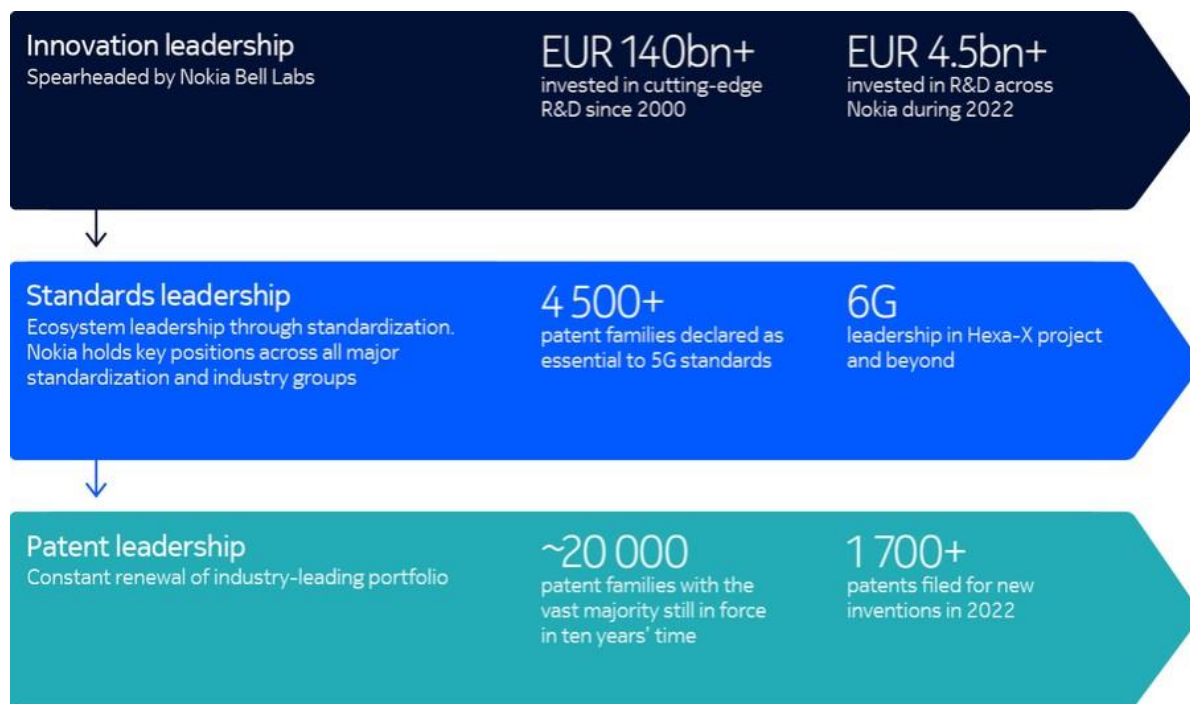 Innovation leadership
Spearheaded by Nokia Bell Labs
EUR 140bn+
invested in cutting-edge
R&D since 2000
EUR 4.5bn+
invested in R&D across
Nokia during 2022
Standards leadership
Ecosystem leadership through standardization.
Nokia holds key positions across all major
standardization and industry groups
4 500+
patent families declared as
essential to 5G standards
6G
leadership in Hexa-X project
and beyond
Patent leadership
Constant renewal of industry-leading portfolio
~20 000
patent families with the
vast majority still in force
in ten years’ time
1 700+
patents filed for new
inventions in 2022